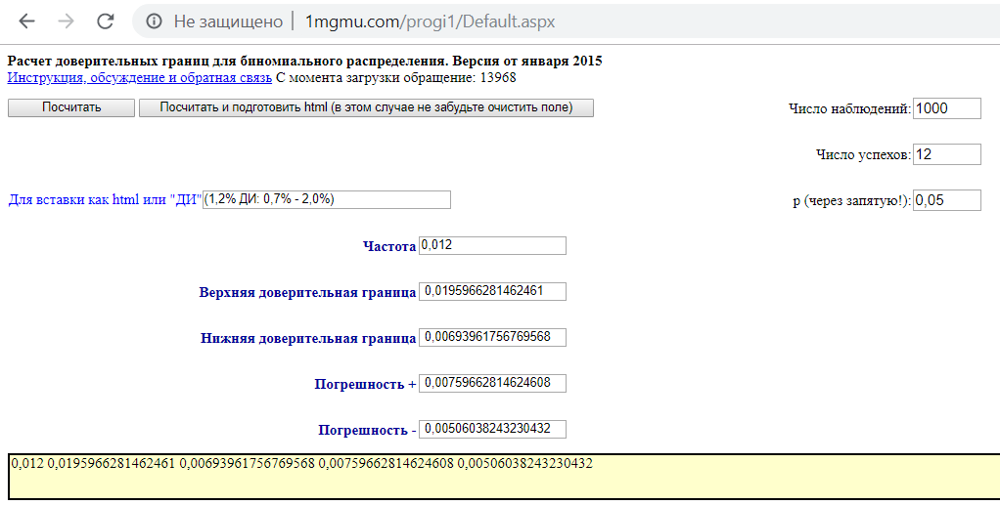 Не защищено | 1mgmu.com/progi1/Default.aspx
Расчет доверительных границ для биномиального распределения. Версия от января 2015
Инструкция, обсуждение и обратная связь С момента загрузки обращение: 13968
Посчитать Посчитать и подготовить html (в этом случае не забудьте очистить поле) Число наблюдений: 1000
Число успехов: 12
Для вставки как html или "ДИ" (1,2% ДИ: 0,7% - 2,0%) p (через запятую!): 0,05
Частота 0,012
Верхняя доверительная граница 0,0195966281462461
Нижняя доверительная граница 0,00693961756769568
Погрешность + 0,00759662814624608
Погрешность - 0,00506038243230432
0,012 0,0195966281462461 0,00693961756769568 0,00759662814624608 0,00506038243230432